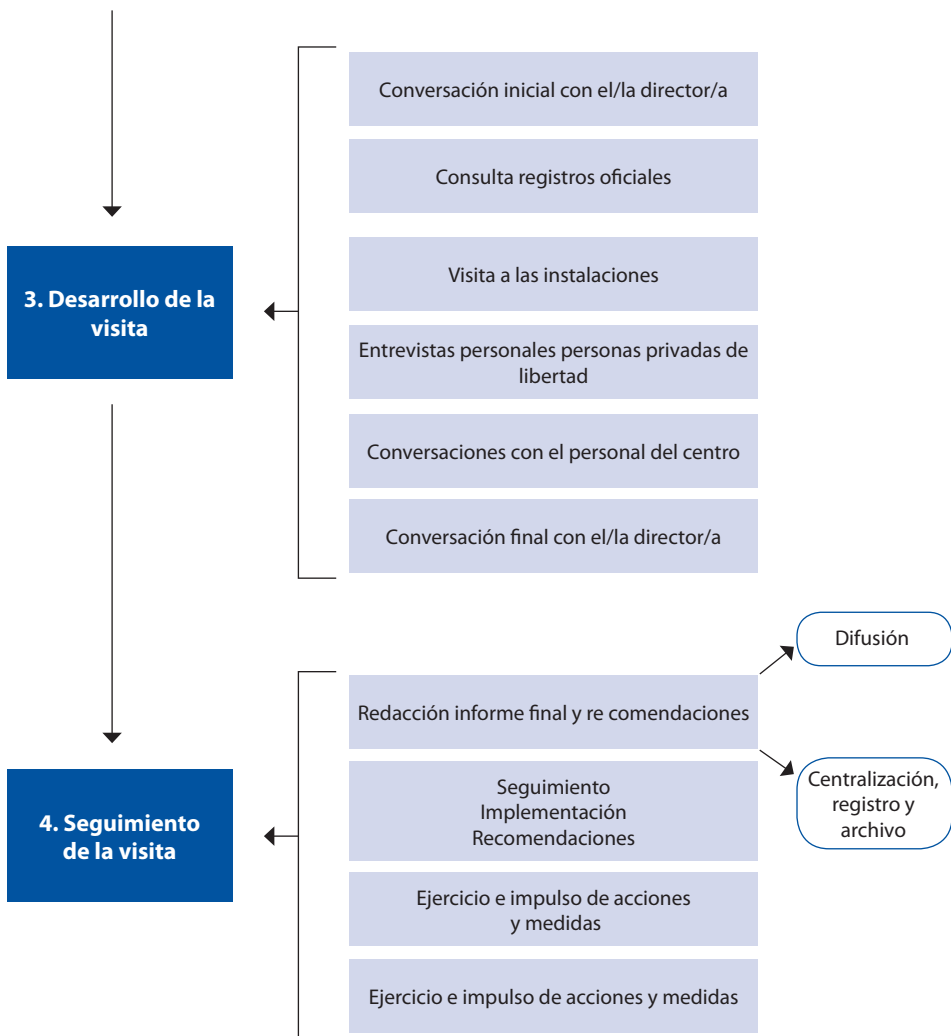 Conversación inicial con el/la director/a
Consulta registros oficiales
3. Desarrollo de la
visita
Visita a las instalaciones
Entrevistas personales personas privadas de
libertad
Conversaciones con el personal del centro
Conversación final con el/la director/a
4. Seguimiento
de la visita
Redacción informe final y re comendaciones
Difusión
Centralización,
registro y
archivo
Seguimiento
Implementación
Recomendaciones
Ejercicio e impulso de acciones
y medidas
Ejercicio e impulso de acciones y medidas